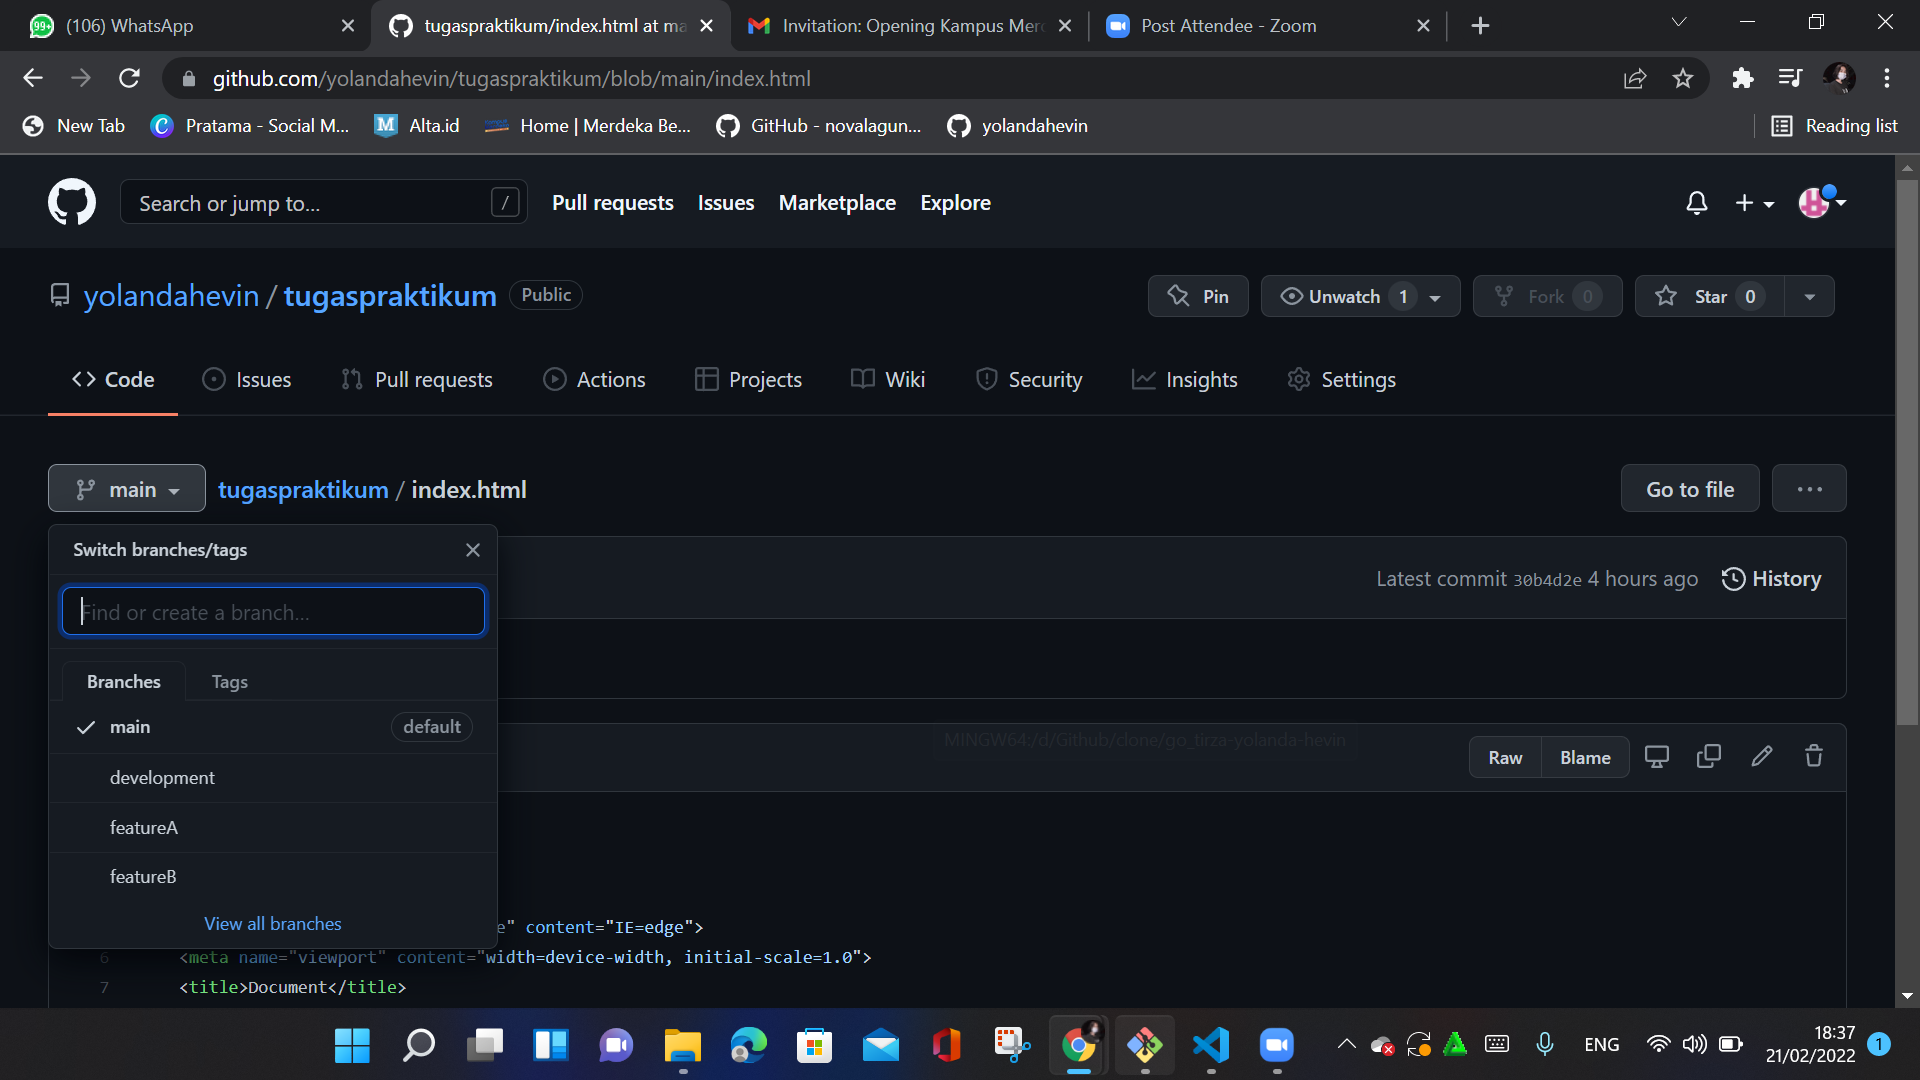 99+ (106) WhatsApp
tugaspraktikum/index.html at ma
Invitation: Opening Kampus Merd
Post Attendee - Zoom
github.com/yolandahevin/tugaspraktikum/blob/main/index.html
New Tab
Pratama - Social M...
M Alta.id
Home | Merdeka Be...
GitHub - novalagun...
yolandahevin
Reading list
Search or jump to... /
Pull requests Issues Marketplace Explore
yolandahevin / tugaspraktikum Public
Pin
Unwatch 1
Fork 0
Star 0
Code Issues Pull requests Actions Projects Wiki Security Insights Settings
main
tugaspraktikum / index.html
Go to file
Switch branches/tags
Find or create a branch...
Latest commit 30b4d2e 4 hours ago History
Branches Tags
main default
development
featureA
featureB
View all branches
MINGW64:/d/Github/clone/go_tirza-yolanda-hevin
Raw Blame
e" content="IE=edge">
6 <meta name="viewport" content="width=device-width, initial-scale=1.0">
7 <title>Document</title>
ENG
18:37
21/02/2022
1